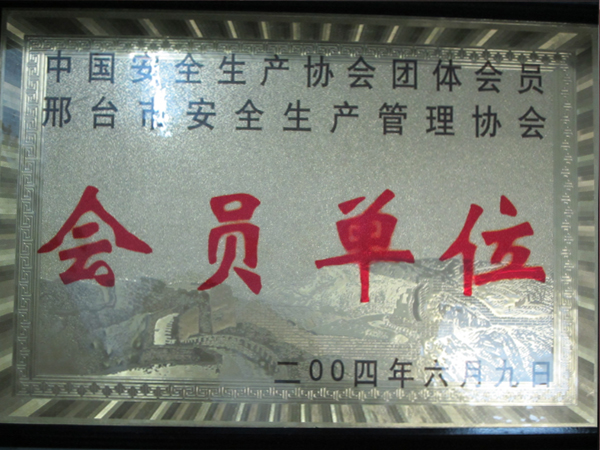 中国安全生产协会团体会员
邢台市安全生产管理协会
会员单位
二00四年六月九日